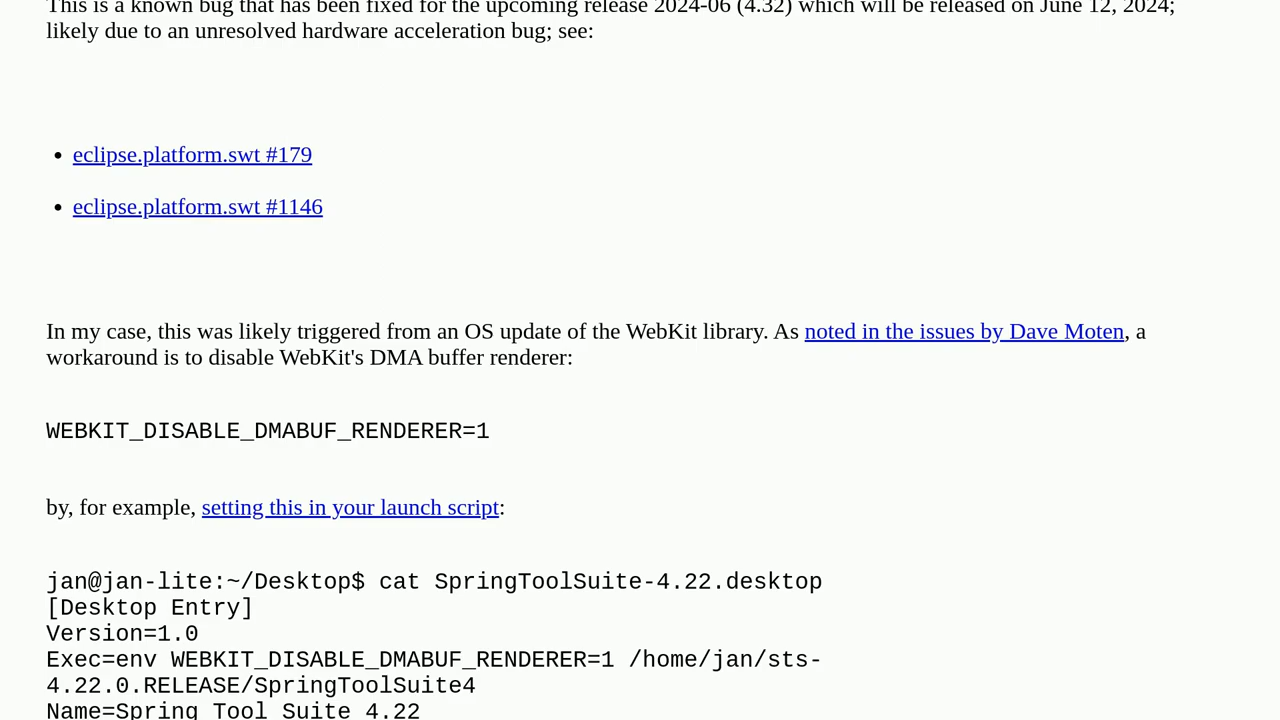 This is a known bug that has been fixed for the upcoming release 2024-06 (4.32) which will be released on June 12, 2024;
likely due to an unresolved hardware acceleration bug; see:
• eclipse.platform.swt #179
• eclipse.platform.swt #1146
In my case, this was likely triggered from an OS update of the WebKit library. As noted in the issues by Dave Moten, a
workaround is to disable WebKit's DMA buffer renderer:
WEBKIT_DISABLE_DMABUF_RENDERER=1
by, for example, setting this in your launch script:
jan@jan-lite:~/Desktop$ cat SpringToolSuite-4.22.desktop
[Desktop Entry]
Version=1.0
Exec=env WEBKIT_DISABLE_DMABUF_RENDERER=1 /home/jan/sts-
4.22.0.RELEASE/SpringToolSuite4
Name=Spring Tool Suite 4.22